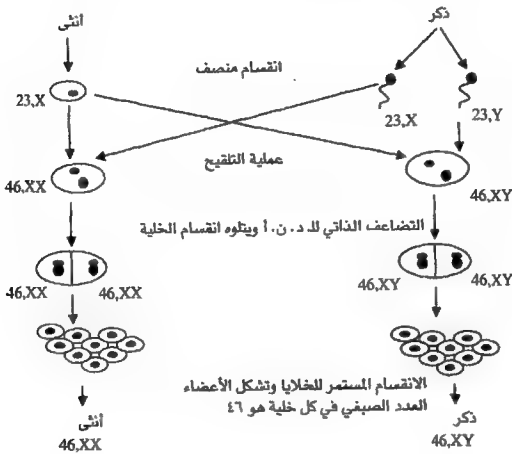 ذكر
أنثى
انقسام منصف
23,Y
23,X
23,X
عملية التلقيح
46,XY
46,XX
التضاعف الذاتي للـ د . ن . أ ويتلوه انقسام الخلية
46,XY
46,XY
46,XX
46,XX
الانقسام المستمر للخلايا وتشكل الأعضاء
العدد الصبغي في كل خلية هو ٤٦
ذكر
46,XY
أنثى
46,XX